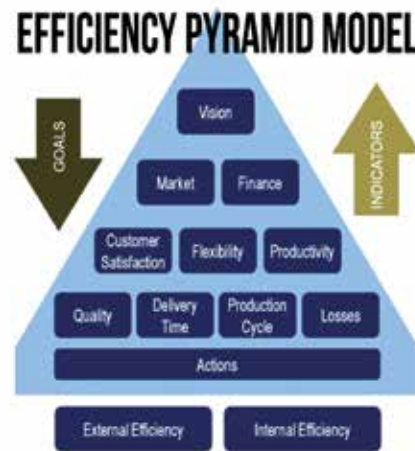 EFFICIENCY PYRAMID MODEL
GOALS
INDICATORS
Vision
Market
Finance
Customer
Satisfaction
Flexibility
Productivity
Quality
Delivery
Time
Production
Cycle
Losses
Actions
External Efficiency
Internal Efficiency